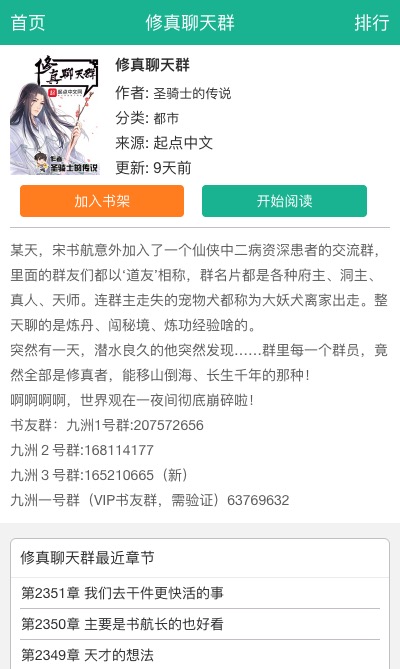 首页 修真聊天群 排行
修真聊天群
起点中文网
作者
圣骑士的传说
修真聊天群
作者: 圣骑士的传说
分类: 都市
来源: 起点中文
更新: 9天前
加入书架 开始阅读
某天，宋书航意外加入了一个仙侠中二病资深患者的交流群，
里面的群友们都以‘道友’相称，群名片都是各种府主、洞主、
真人、天师。连群主走失的宠物犬都称为大妖犬离家出走。整
天聊的是炼丹、闯秘境、炼功经验啥的。
突然有一天，潜水良久的他突然发现……群里每一个群员，竟
然全部是修真者，能移山倒海、长生千年的那种！
啊啊啊啊，世界观在一夜间彻底崩碎啦！
书友群：九洲1号群:207572656
九洲２号群:168114177
九洲３号群:165210665（新）
九洲一号群（VIP书友群，需验证）63769632
修真聊天群最近章节
第2351章 我们去干件更快活的事
第2350章 主要是书航长的也好看
第2349章 天才的想法